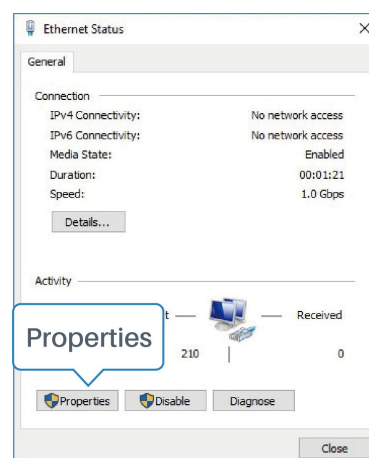 Ethernet Status
General
Connection
IPv4 Connectivity: No network access
IPv6 Connectivity: No network access
Media State: Enabled
Duration: 00:01:21
Speed: 1.0 Gbps
Details...
Activity
Received
Properties
210 0
Properties Disable Diagnose
Close